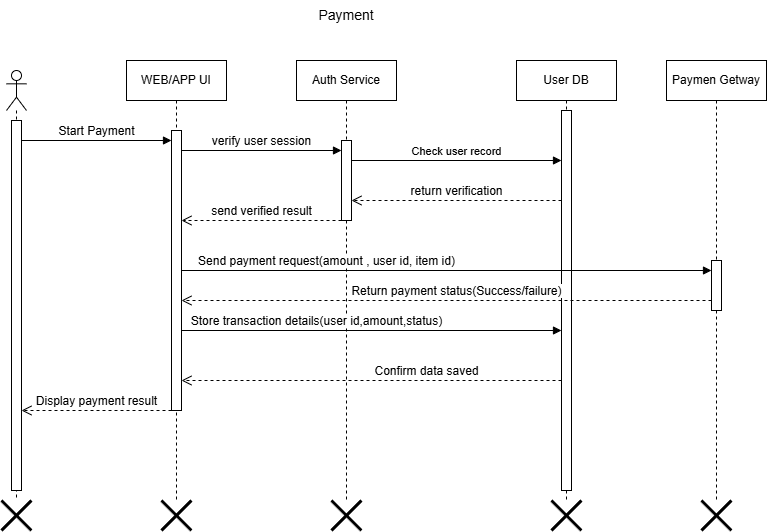 Payment
WEB/APP UI
Auth Service
User DB
Paymen Getway
Start Payment
verify user session
Check user record
return verification
send verified result
Send payment request(amount , user id, item id)
Return payment status(Success/failure)
Store transaction details(user id,amount,status)
Confirm data saved
Display payment result